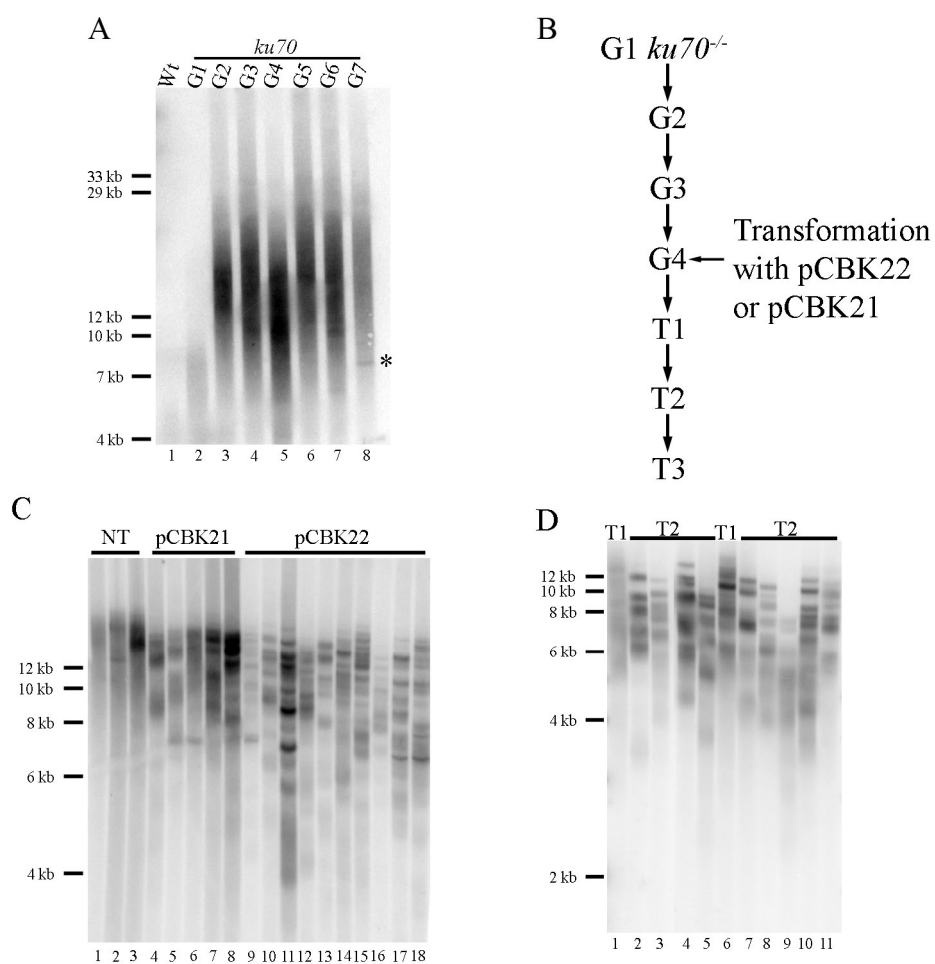 A
ku70
Wt G1 G2 G3 G4 G5 G6 G7
33 kb
29 kb
12 kb
10 kb
7 kb
4 kb
*
1 2 3 4 5 6 7 8
B
G1 ku70-/-
G2
G3
G4
Transformation
with pCBK22
or pCBK21
T1
T2
T3
C
NT pCBK21 pCBK22
12 kb
10 kb
8 kb
6 kb
4 kb
1 2 3 4 5 6 7 8 9 10 11 12 13 14 15 16 17 18
D
T1 T2 T1 T2
12 kb
10 kb
8 kb
6 kb
4 kb
2 kb
1 2 3 4 5 6 7 8 9 10 11